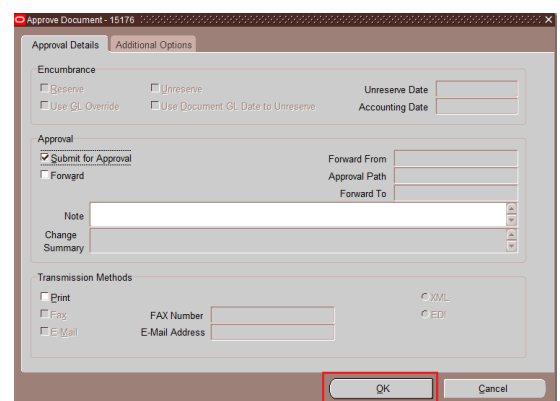 Approve Document - 15176
Approval Details Additional Options
Encumbrance
Reserve Unreserve Unreserve Date
Use GL Override Use Document GL Date to Unreserve Accounting Date
Approval
Submit for Approval Forward From
Forward Approval Path
Forward To
Note
Change
Summary
Transmission Methods
Print XML
Fax FAX Number EDI
E-Mail E-Mail Address
OK Cancel